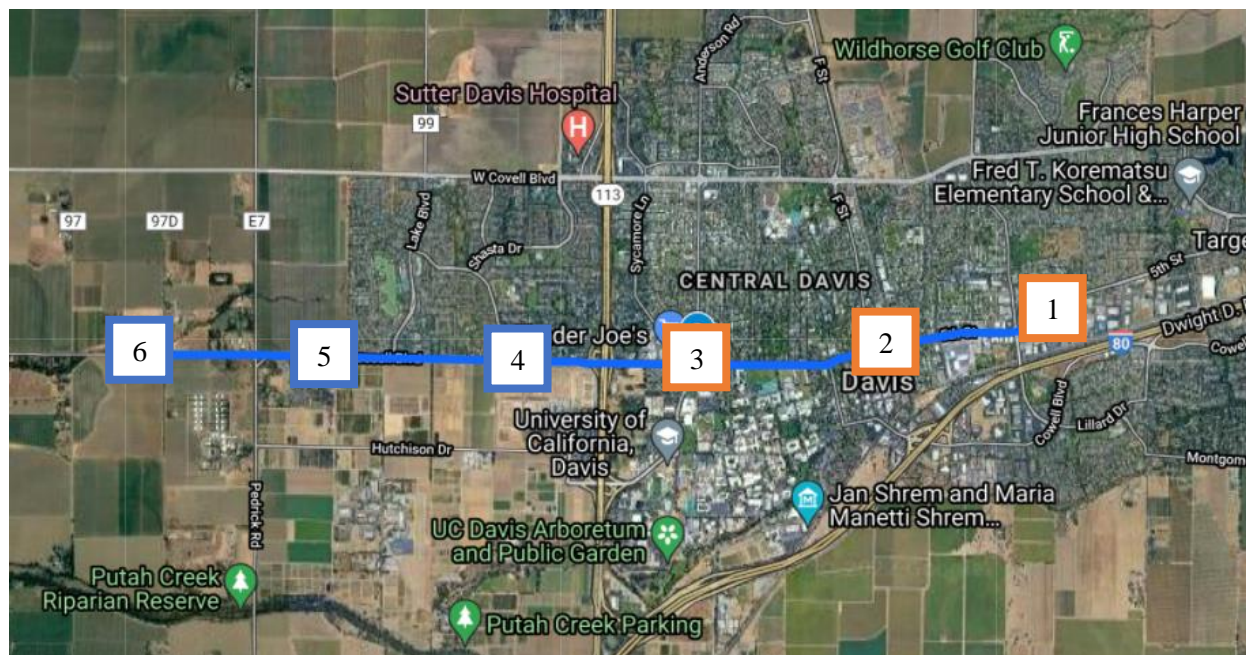 Anderson Rd
F St
Wildhorse Golf Club
Sutter Davis Hospital
H
99
Frances Harper
Junior High School
W Covell Blvd
Fred T. Korematsu
Elementary School &...
113
97
97D
E7
Lake Blvd
Shasta Dr
Sycamore Ln
F St
Targe
CENTRAL DAVIS
5th St
Dwight D.
1
2
3
4
5
6
der Joe's
80
Davis
University of
California,
Davis
Cowell Blvd
Lillard Dr
Hutchison Dr
Montgom
Pedrick Rd
Jan Shrem and Maria
Manetti Shrem...
UC Davis Arboretum
and Public Garden
Putah Creek
Riparian Reserve
Putah Creek Parking